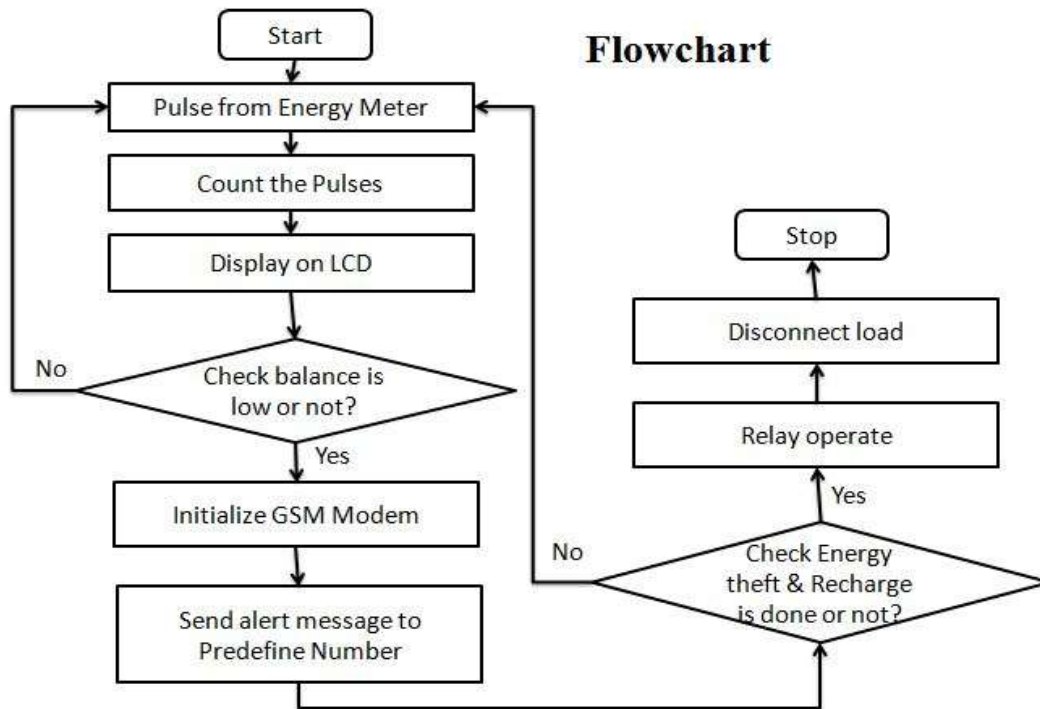 Start
Flowchart
Pulse from Energy Meter
Count the Pulses
Display on LCD
No
Check balance is
low or not?
Yes
Initialize GSM Modem
Send alert message to
Predefine Number
Stop
Disconnect load
Relay operate
Yes
No
Check Energy
theft & Recharge
is done or not?